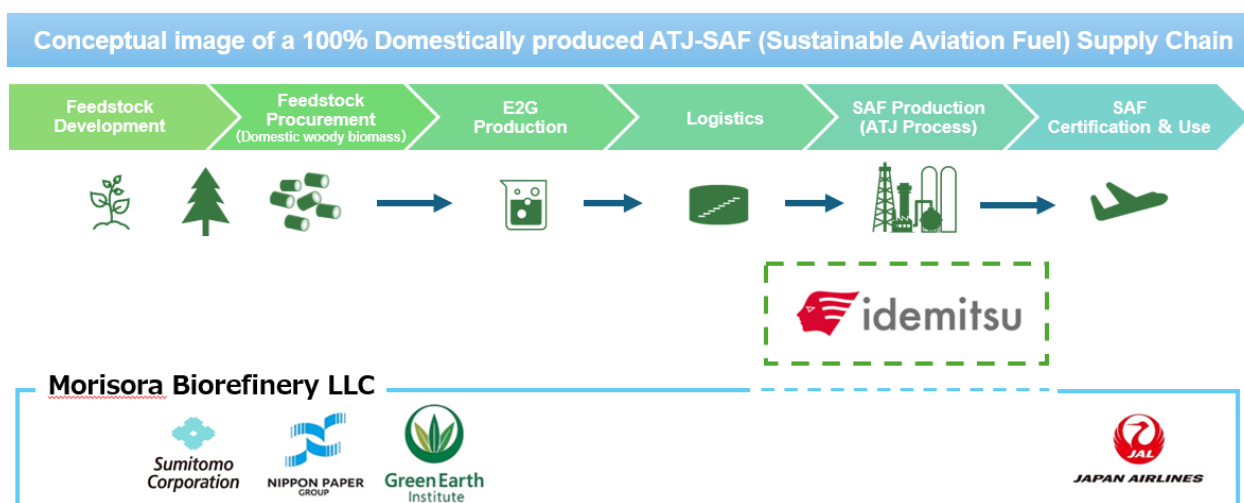 Conceptual image of a 100% Domestically produced ATJ-SAF (Sustainable Aviation Fuel) Supply Chain
Feedstock
Development
Feedstock
Procurement
(Domestic woody biomass)
E2G
Production
Logistics
SAF Production
(ATJ Process)
SAF
Certification & Use
idemitsu
Morisora Biorefinery LLC
Sumitomo
Corporation
NIPPON PAPER
GROUP
Green Earth
Institute
JAL
JAPAN AIRLINES